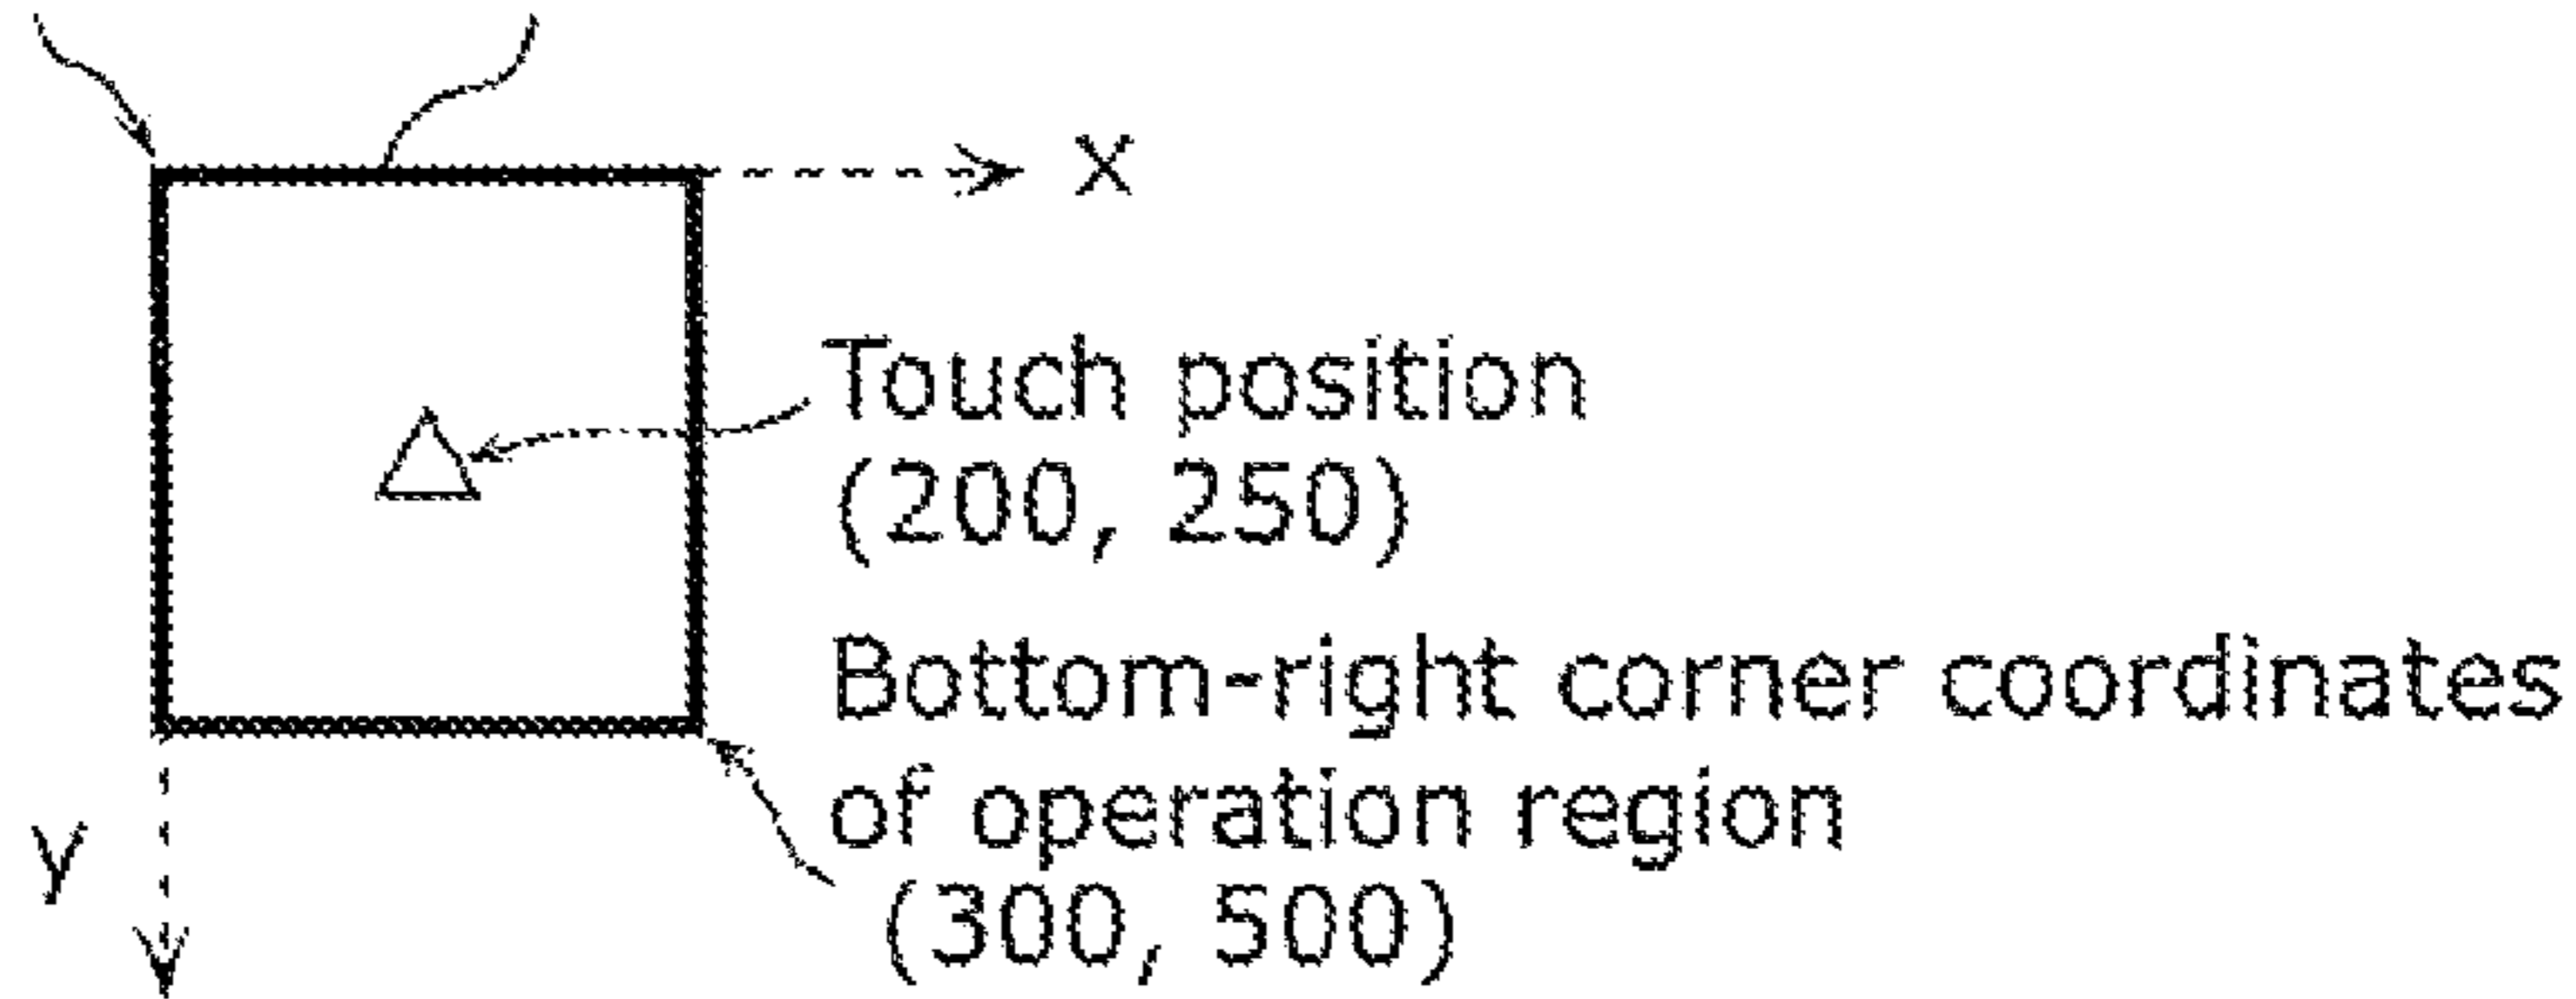 x
Touch position
(200, 250)
Bottom-right corner coordinates
of operation region
(300, 500)
y